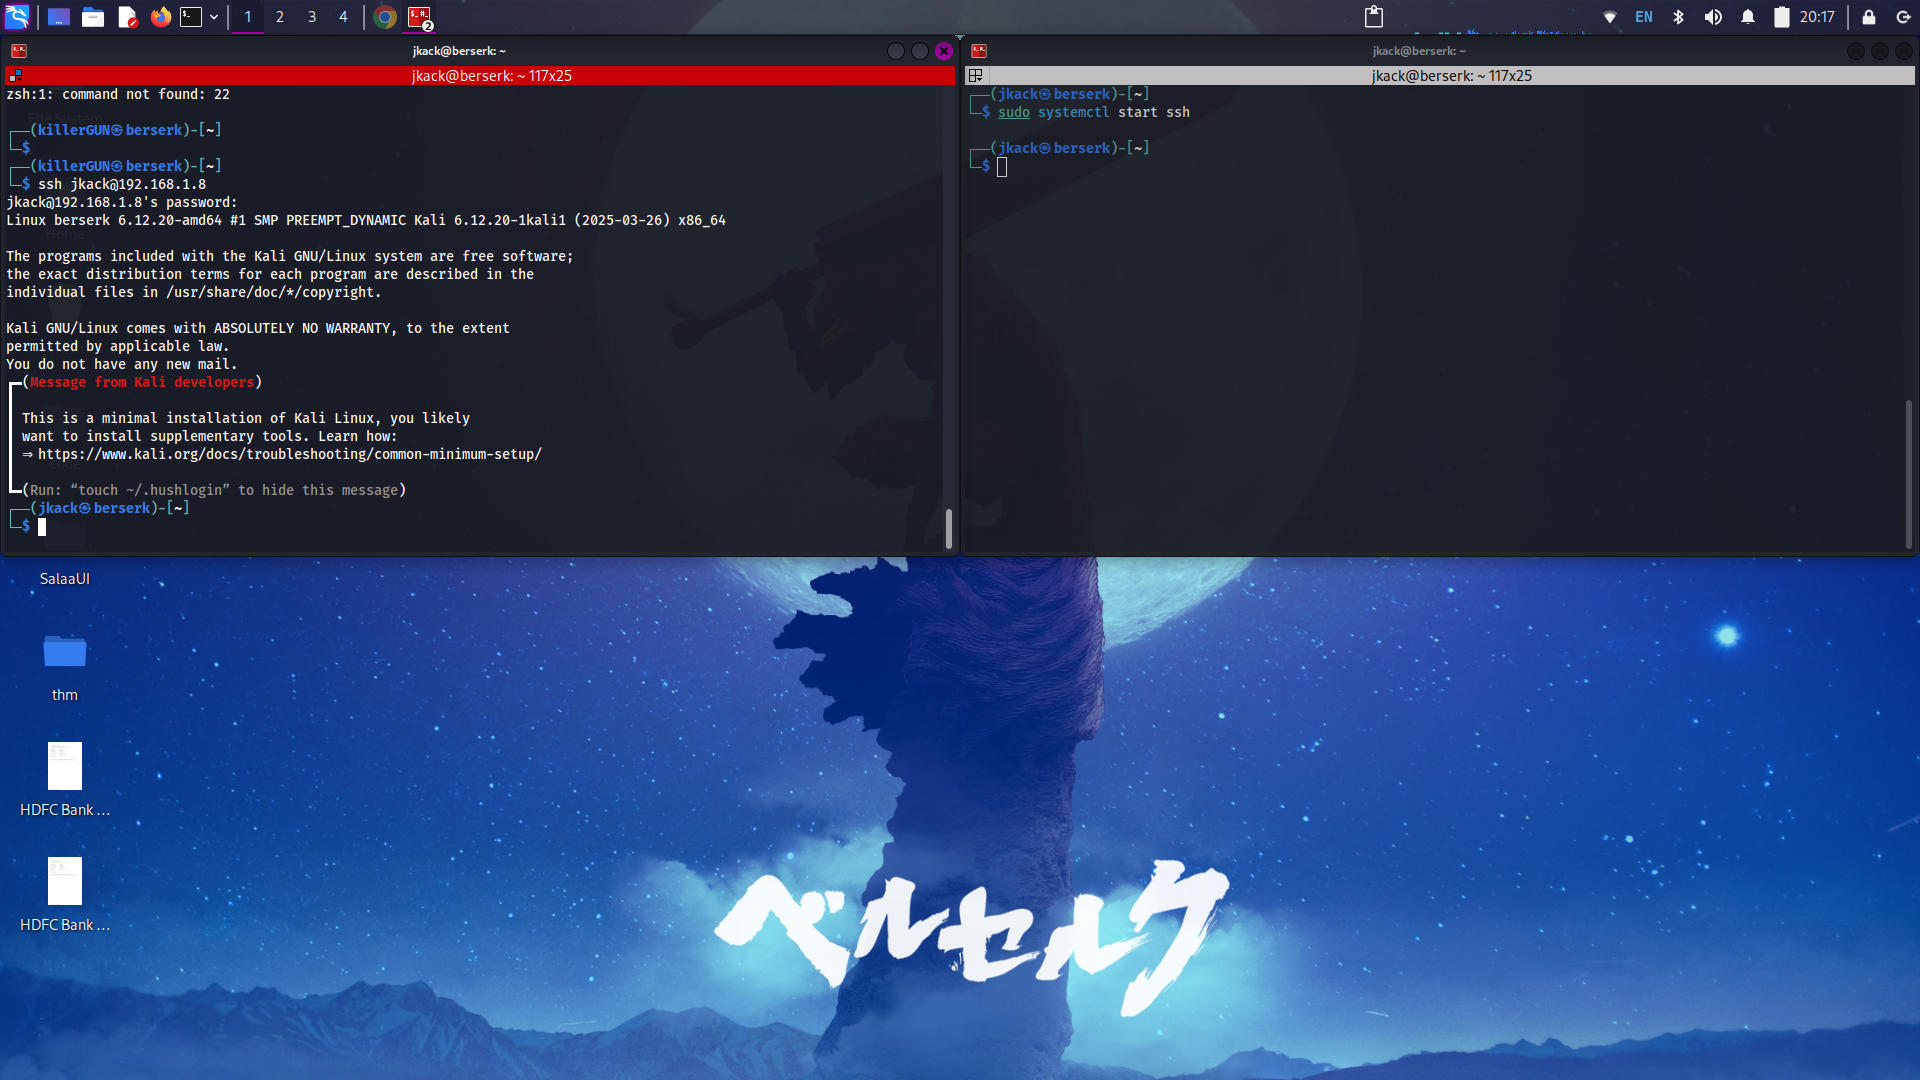 1 2 3 4
EN
20:17
2
jkack@berserk: ~
jkack@berserk: ~ 117x25
zsh:1: command not found: 22
┌──(killerGUN㉿berserk)-[~]
└─$
┌──(killerGUN㉿berserk)-[~]
└─$ ssh jkack@192.168.1.8
jkack@192.168.1.8's password:
Linux berserk 6.12.20-amd64 #1 SMP PREEMPT_DYNAMIC Kali 6.12.20-1kali1 (2025-03-26) x86_64
The programs included with the Kali GNU/Linux system are free software;
the exact distribution terms for each program are described in the
individual files in /usr/share/doc/*/copyright.
Kali GNU/Linux comes with ABSOLUTELY NO WARRANTY, to the extent
permitted by applicable law.
You do not have any new mail.
┏━(Message from Kali developers)
┃ This is a minimal installation of Kali Linux, you likely
┃ want to install supplementary tools. Learn how:
┃ ⇒ https://www.kali.org/docs/troubleshooting/common-minimum-setup/
┗━(Run: “touch ~/.hushlogin” to hide this message)
┌──(jkack㉿berserk)-[~]
└─$
jkack@berserk: ~
jkack@berserk: ~ 117x25
┌──(jkack㉿berserk)-[~]
└─$ sudo systemctl start ssh
┌──(jkack㉿berserk)-[~]
└─$
File System
Home
SalaaUI
thm
HDFC Bank ...
HDFC Bank ...
ベルセルク